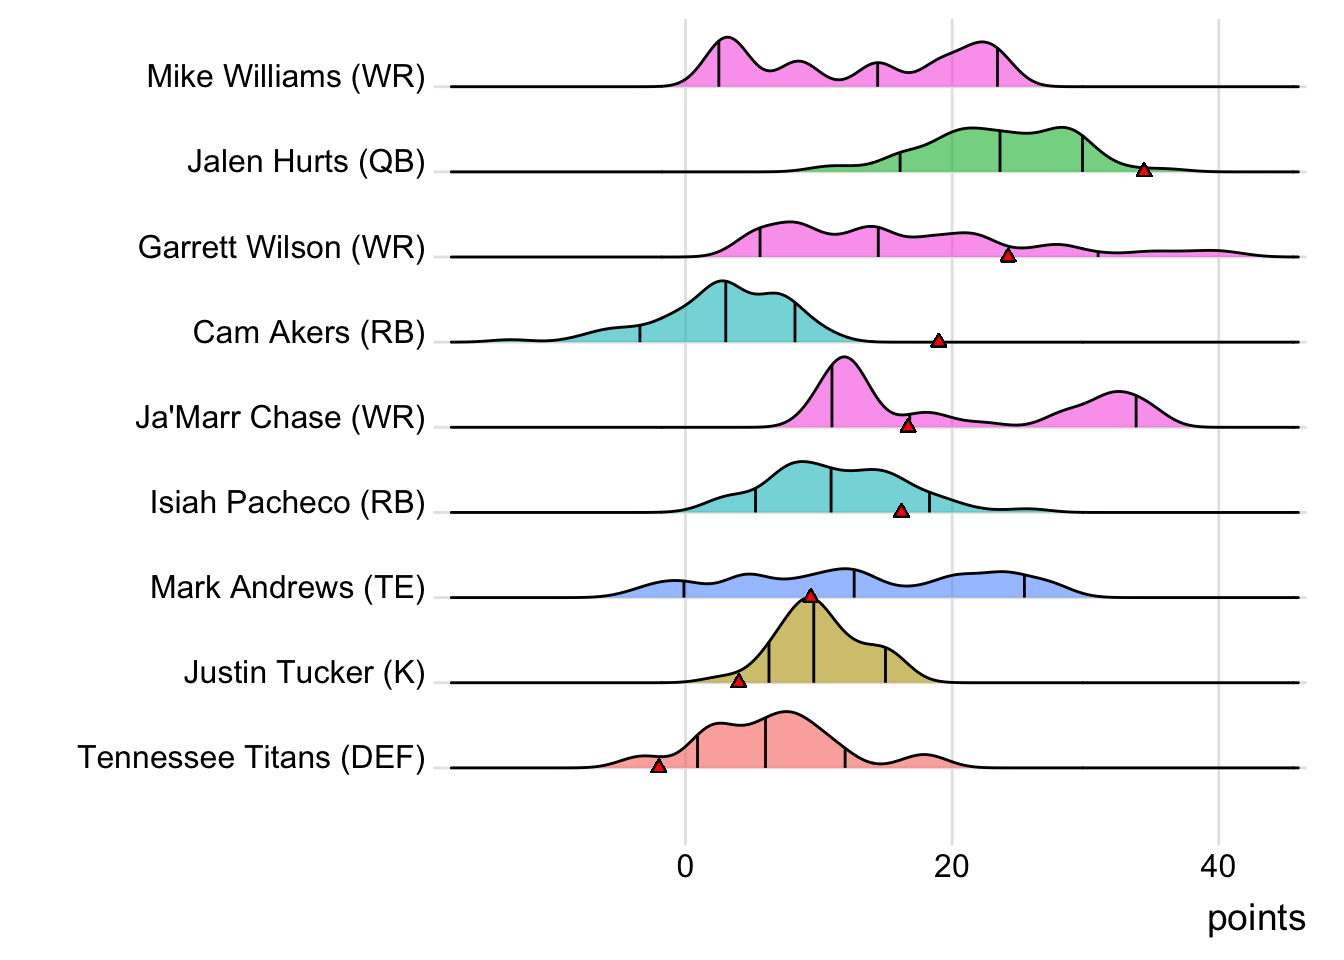 Mike Williams (WR)
Jalen Hurts (QB)
Garrett Wilson (WR)
Cam Akers (RB)
Ja'Marr Chase (WR)
Isiah Pacheco (RB)
Mark Andrews (TE)
Justin Tucker (K)
Tennessee Titans (DEF)
0 20 40
points